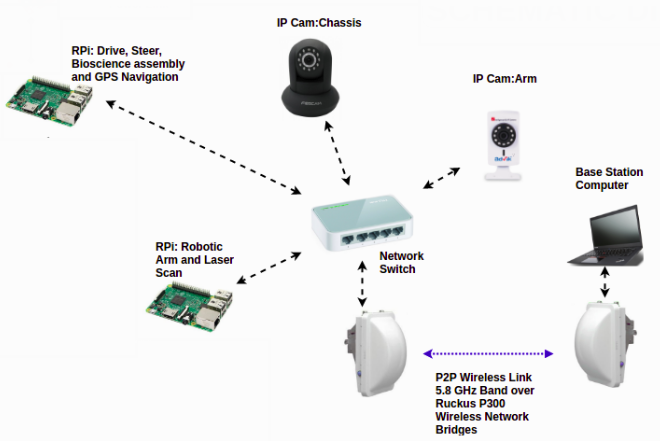 IP Cam:Chassis
RPi: Drive, Steer,
Bioscience assembly
and GPS Navigation
IP Cam:Arm
Base Station
Computer
RPi: Robotic
Arm and Laser
Scan
Network
Switch
P2P Wireless Link
5.8 GHz Band over
Ruckus P300
Wireless Network
Bridges